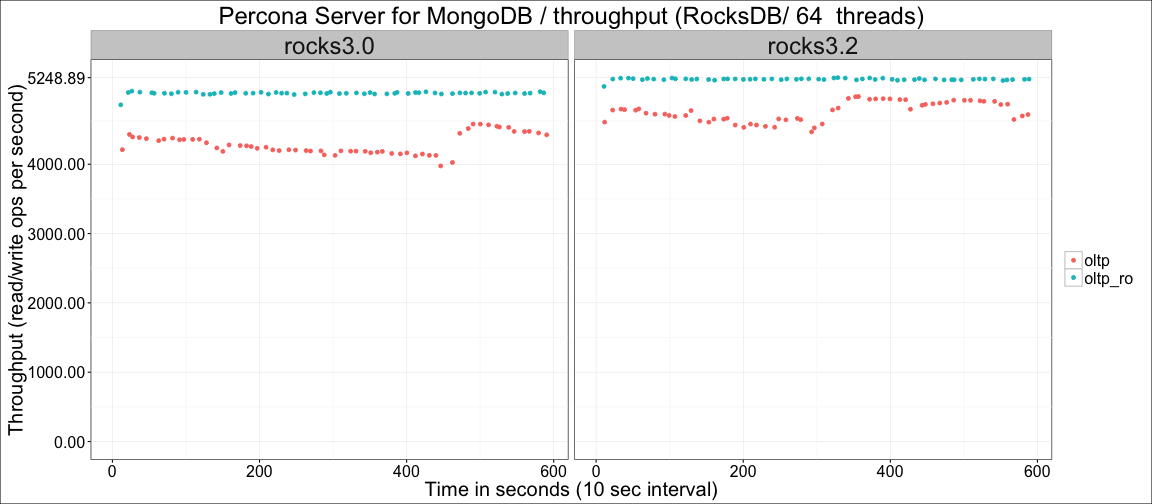 Percona Server for MongoDB / throughput (RocksDB/ 64  threads)
rocks3.0
rocks3.2
Throughput (read/write ops per second)
5248.89
4000.00
3000.00
2000.00
1000.00
0.00
0 200 400 600
0 200 400 600
Time in seconds (10 sec interval)
oltp
oltp_ro